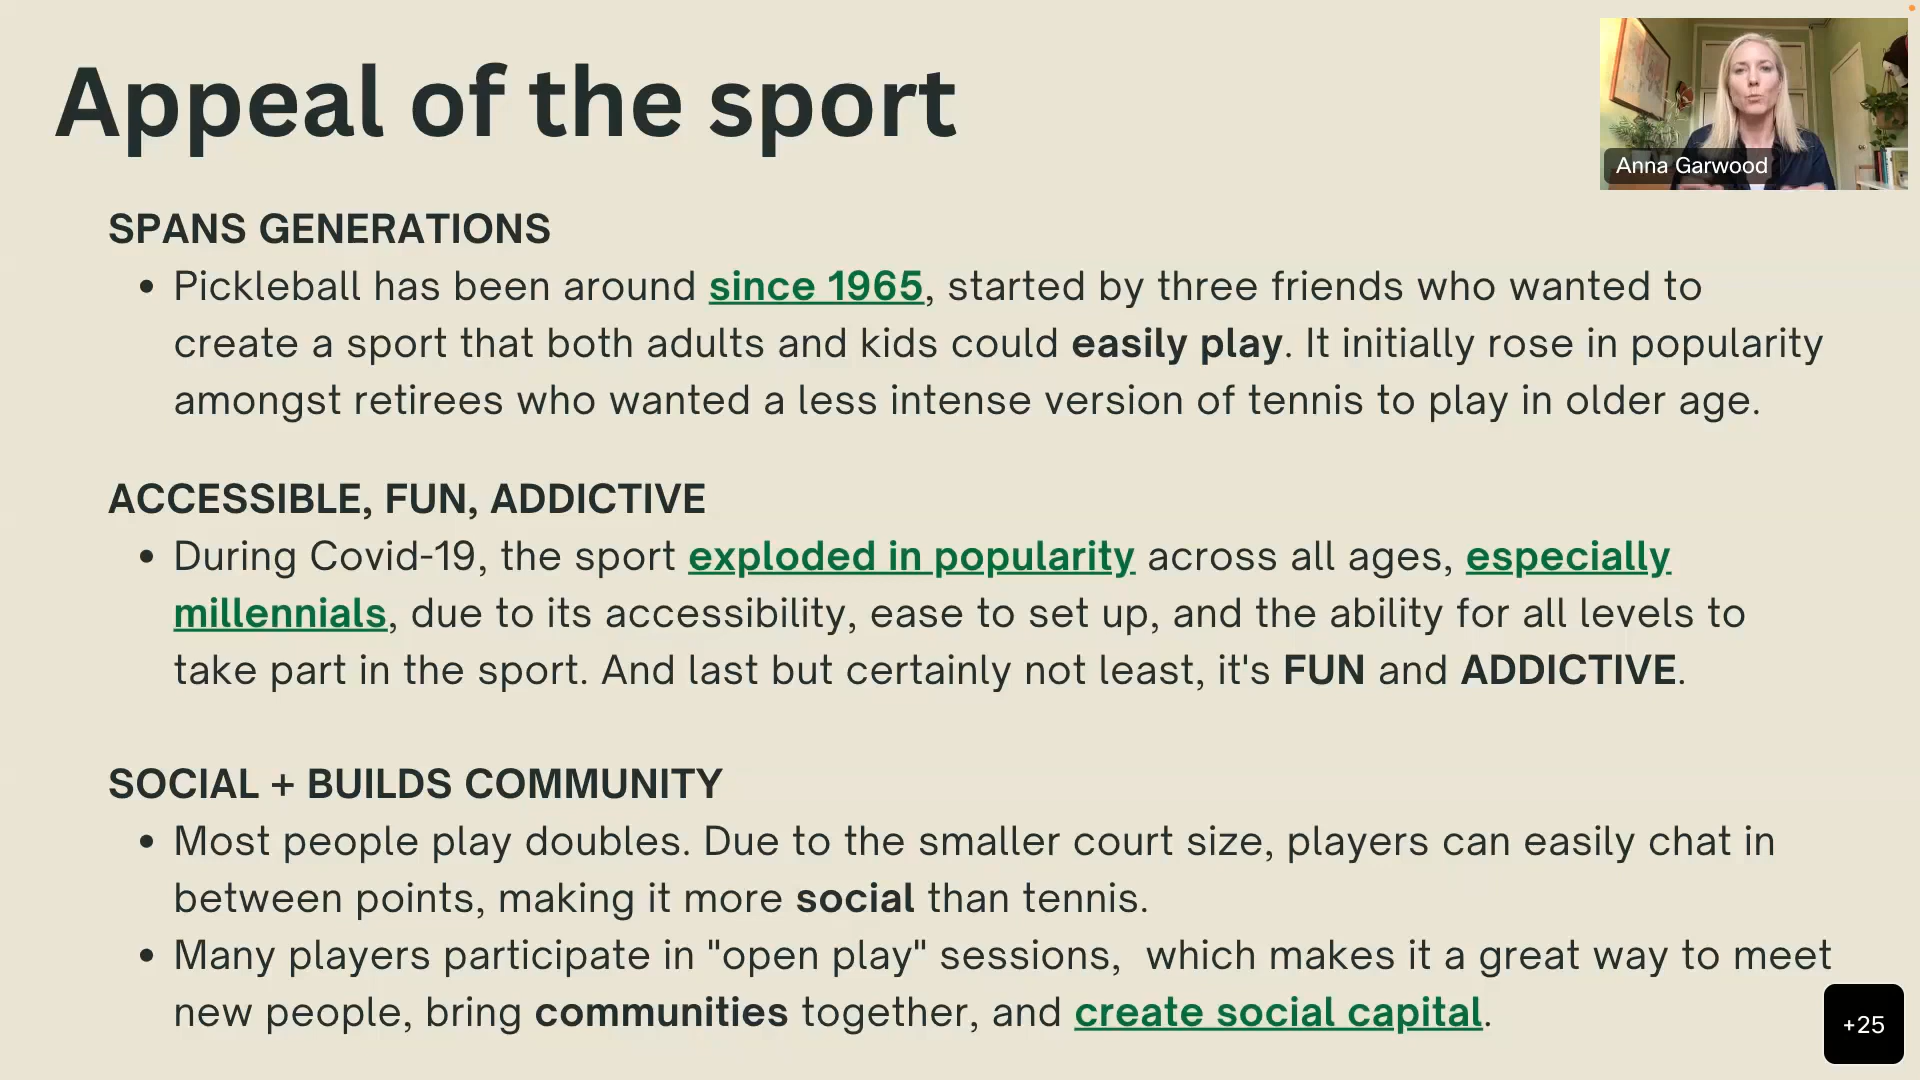 Appeal of the sport
Anna Garwood
SPANS GENERATIONS
• Pickleball has been around since 1965, started by three friends who wanted to
create a sport that both adults and kids could easily play. It initially rose in popularity
amongst retirees who wanted a less intense version of tennis to play in older age.
ACCESSIBLE, FUN, ADDICTIVE
• During Covid-19, the sport exploded in popularity across all ages, especially
millennials, due to its accessibility, ease to set up, and the ability for all levels to
take part in the sport. And last but certainly not least, it's FUN and ADDICTIVE.
SOCIAL + BUILDS COMMUNITY
• Most people play doubles. Due to the smaller court size, players can easily chat in
between points, making it more social than tennis.
• Many players participate in "open play" sessions,  which makes it a great way to meet
new people, bring communities together, and create social capital.
+25